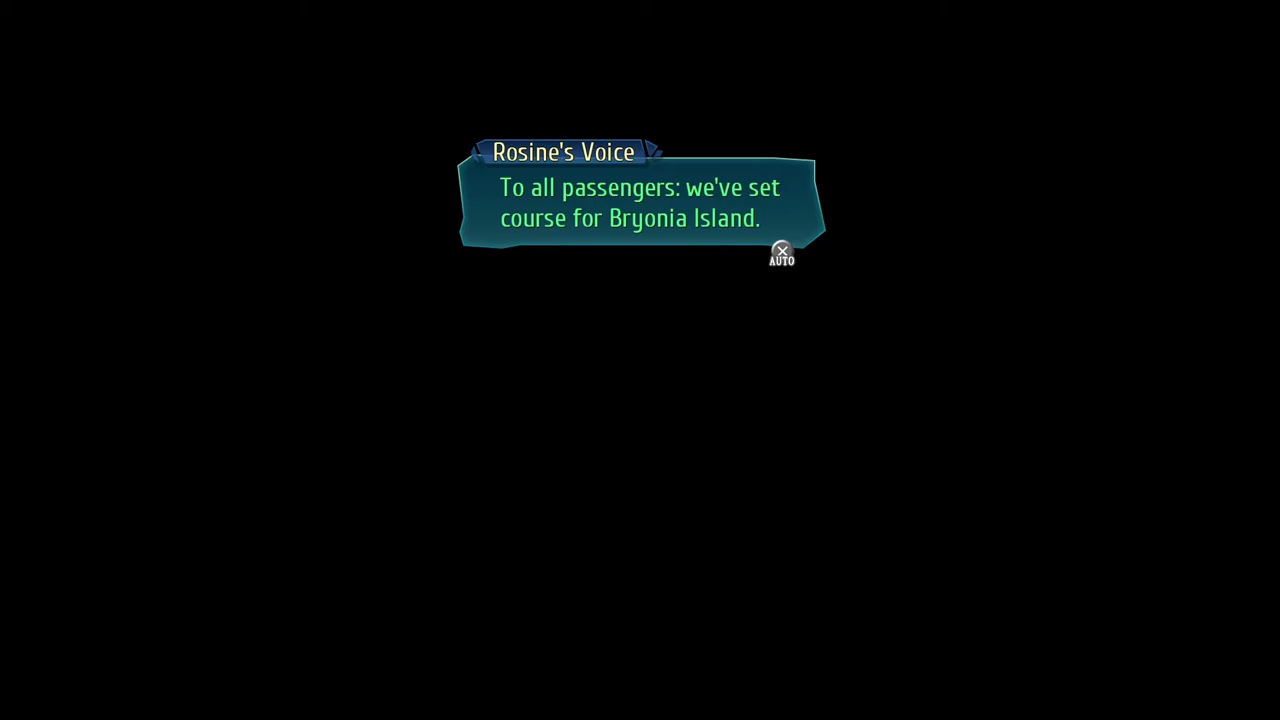 Rosine's Voice
To all passengers: we've set
course for Bryonia Island.
AUTO